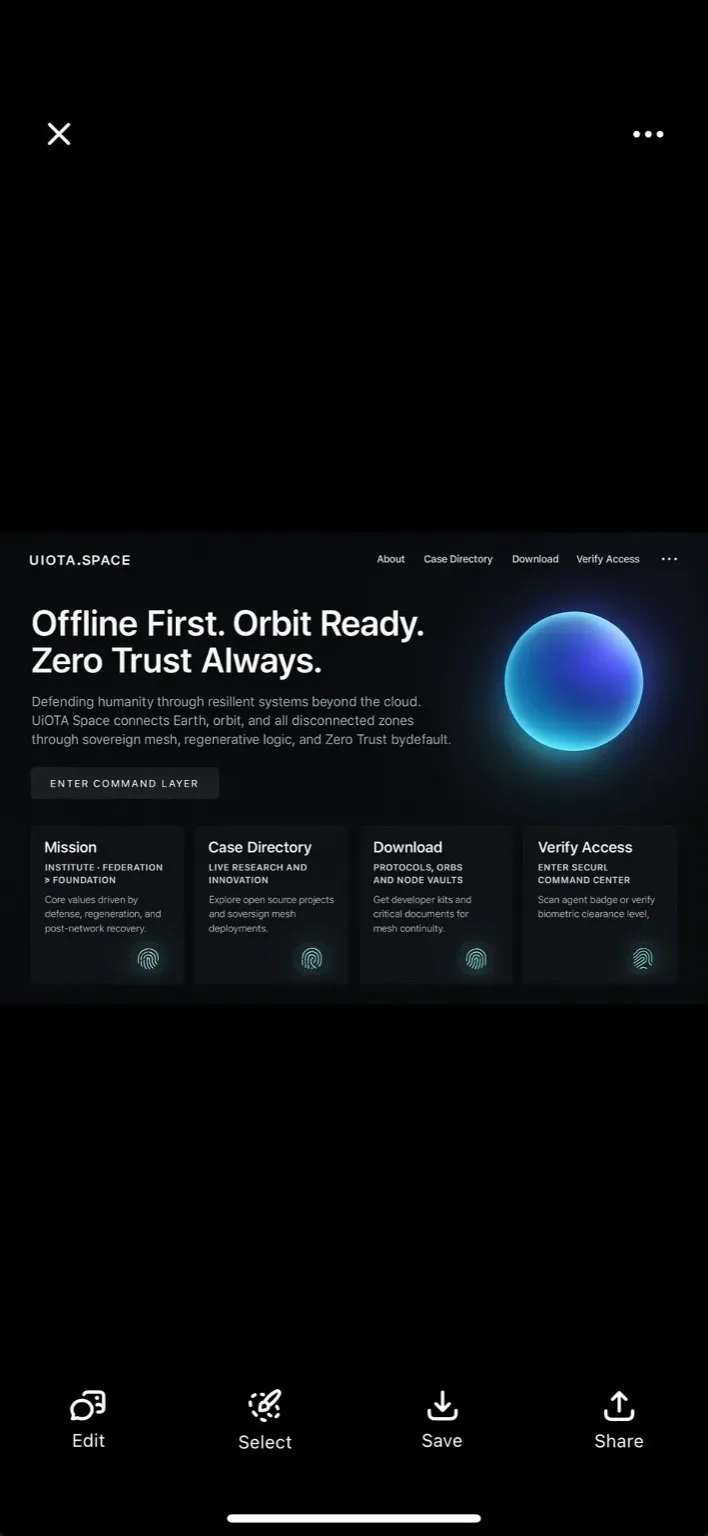 UIOTA.SPACE
About Case Directory Download Verify Access
Offline First. Orbit Ready.
Zero Trust Always.
Defending humanity through resillent systems beyond the cloud.
UiOTA Space connects Earth, orbit, and all disconnected zones
through sovereign mesh, regenerative logic, and Zero Trust bydefault.
ENTER COMMAND LAYER
Mission
INSTITUTE - FEDERATION
> FOUNDATION
Core values driven by
defense, regeneration, and
post-network recovery.
Case Directory
LIVE RESEARCH AND
INNOVATION
Explore open source projects
and soversign mesh
deployments.
Download
PROTOCOLS, ORBS
AND NODE VAULTS
Get developer kits and
critical documents for
mesh continuity.
Verify Access
ENTER SECURL
COMMAND CENTER
Scan agent badge or verify
biometric clearance level,
Edit
Select
Save
Share